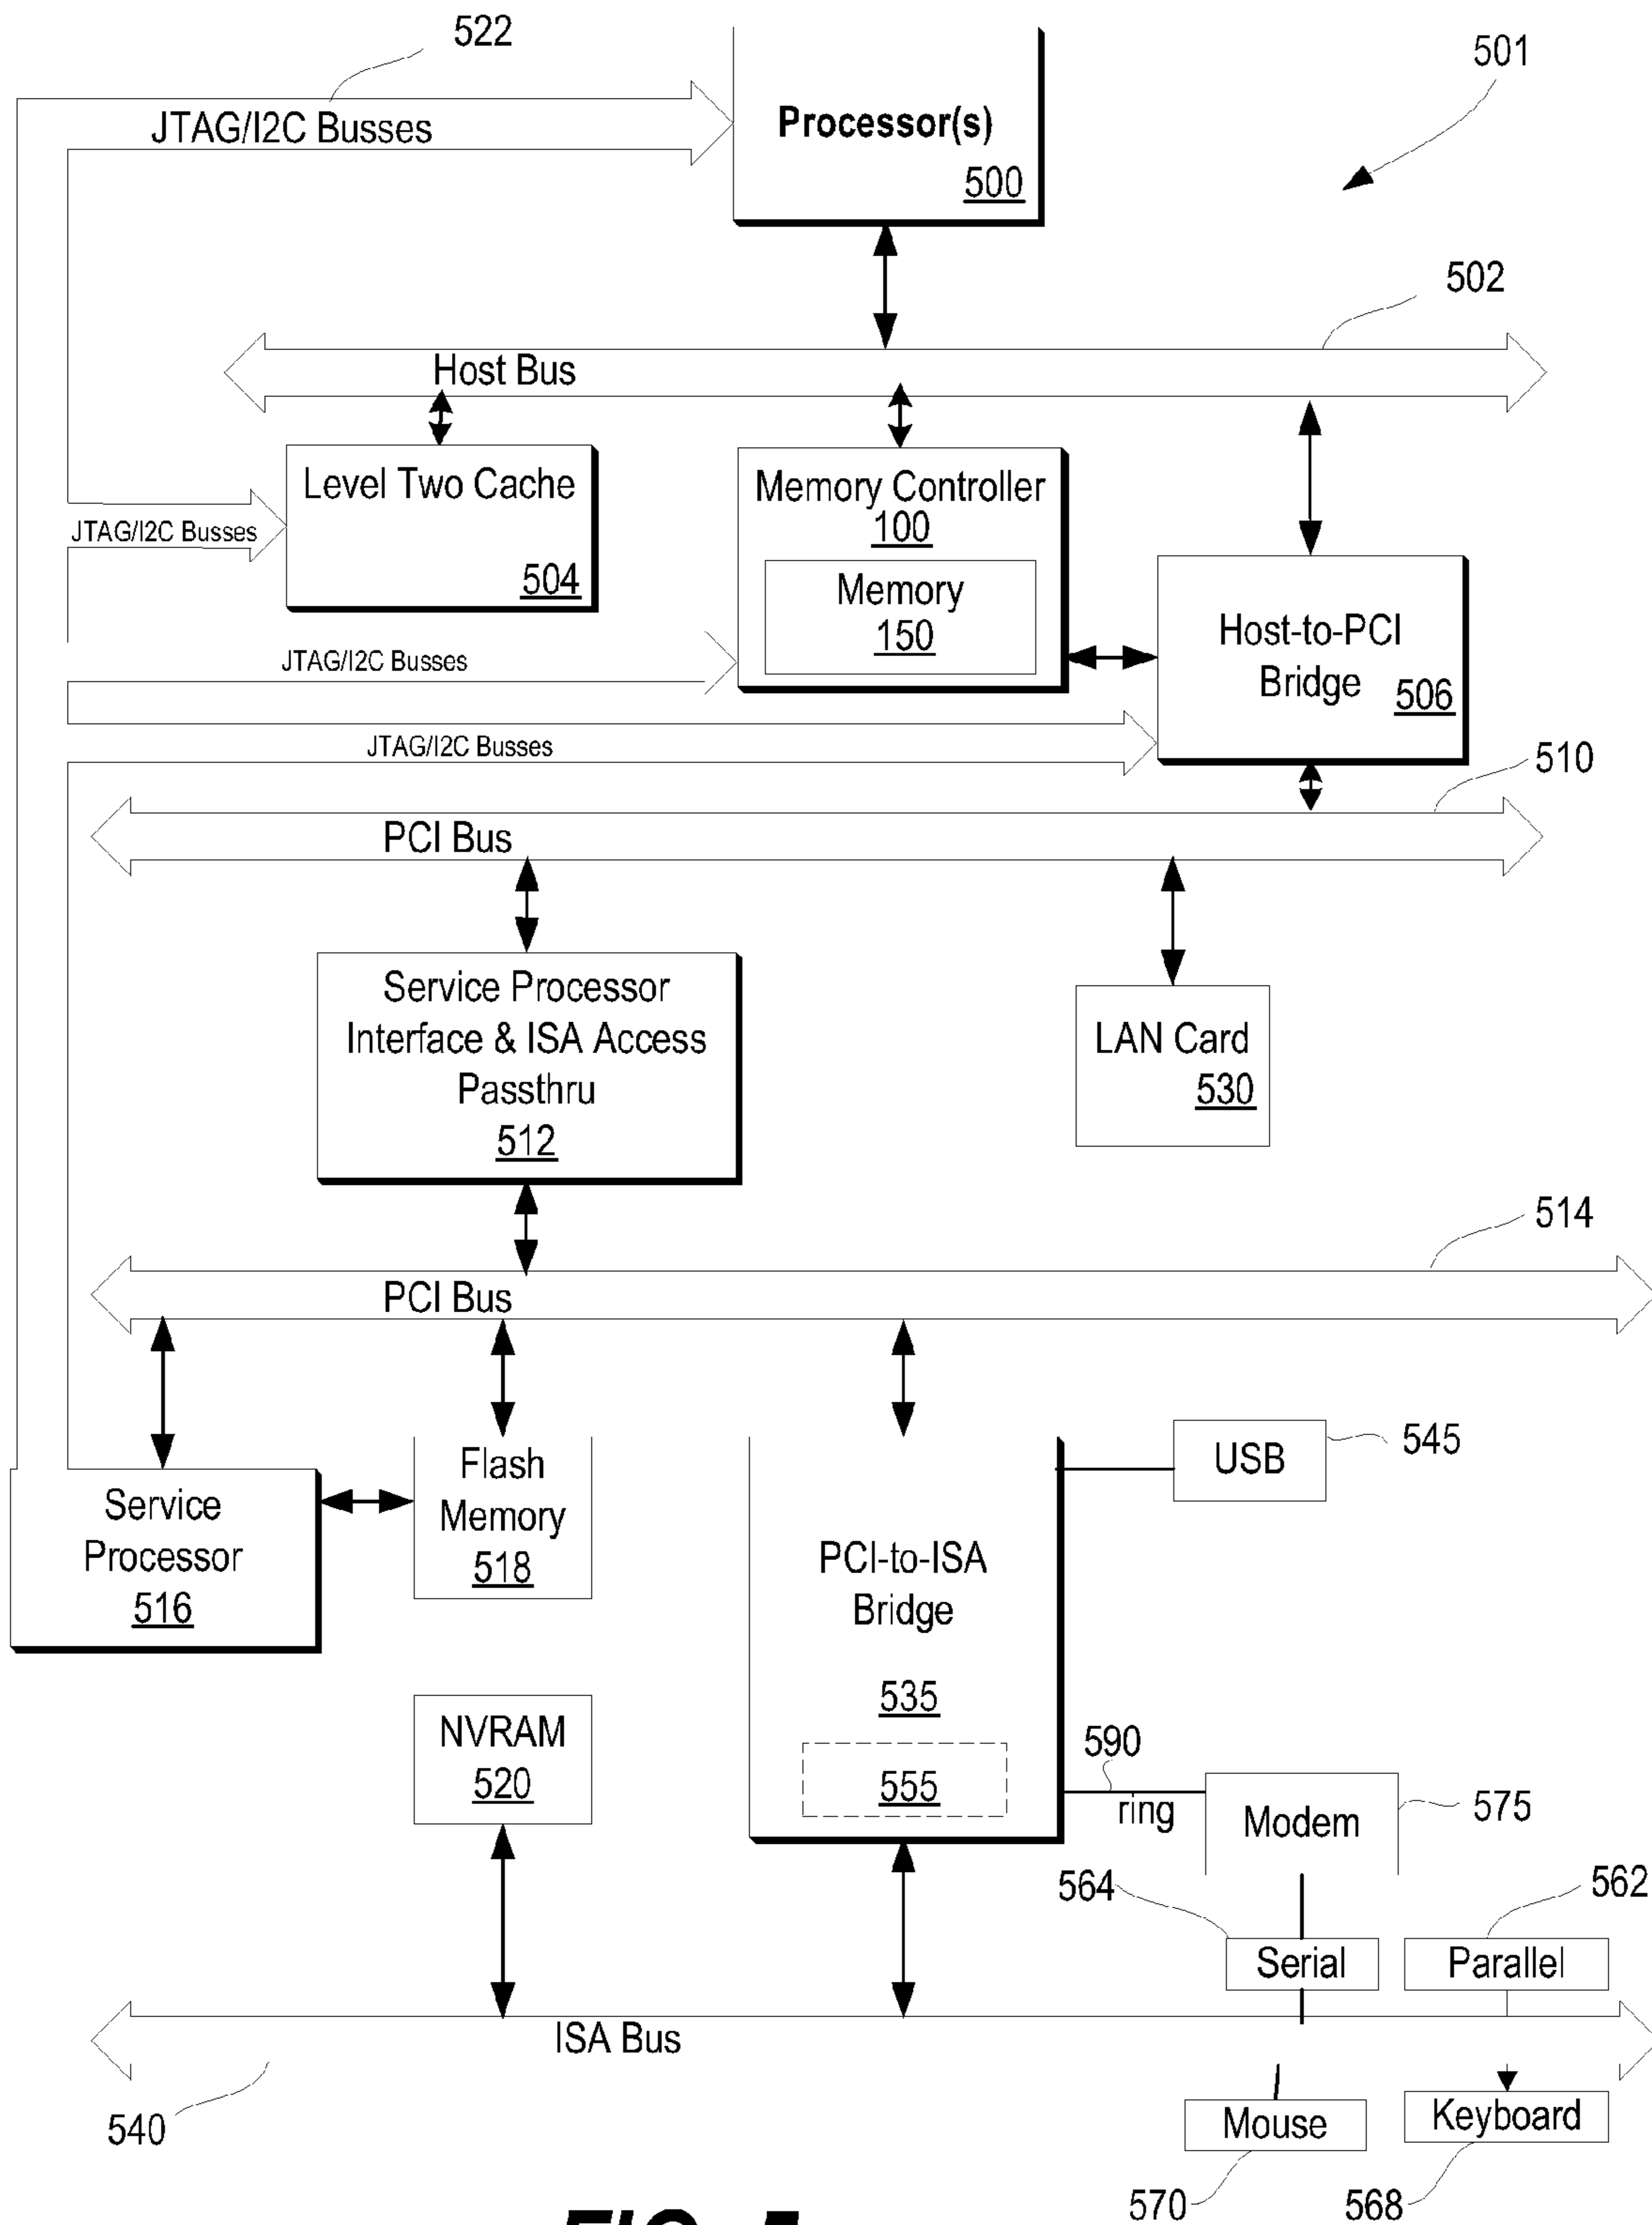 522
501
JTAG/I2C Busses
Processor(s)
500
502
Host Bus
Level Two Cache
504
JTAG/I2C Busses
Memory Controller
100
Memory
150
Host-to-PCI
Bridge
506
JTAG/I2C Busses
JTAG/I2C Busses
510
PCI Bus
Service Processor
Interface & ISA Access
Passthru
512
LAN Card
530
514
PCI Bus
Service
Processor
516
Flash
Memory
518
PCI-to-ISA
Bridge
535
555
USB
545
NVRAM
520
590
ring
Modem
575
564
562
Serial
Parallel
ISA Bus
540
Mouse
Keyboard
570
568